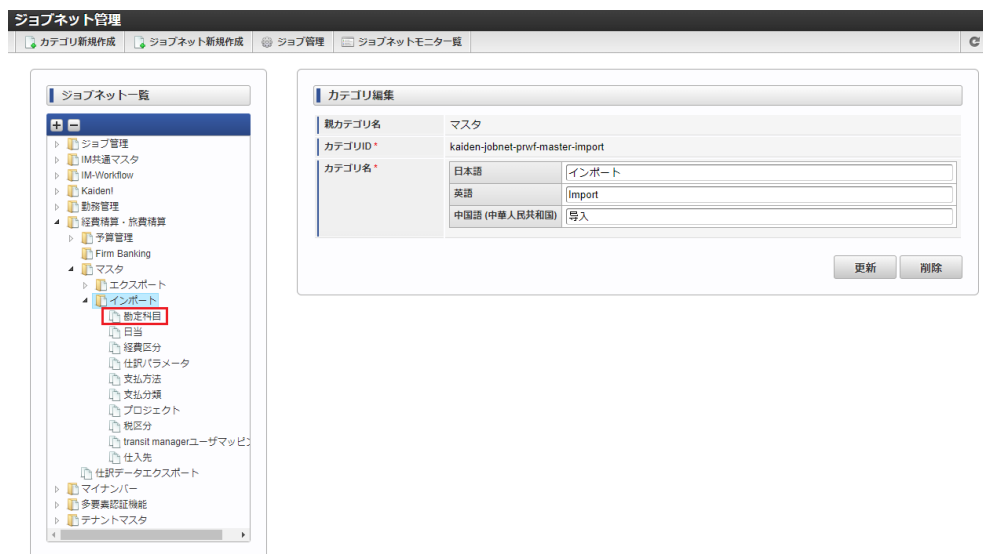 ジョブネット管理
カテゴリ新規作成 ジョブネット新規作成 ジョブ管理 ジョブネットモニター覧
ジョブネット一覧
ジョブ管理
IM共通マスタ
IM-Workflow
Kaiden!
勤務管理
経費精算・旅費精算
予算管理
Firm Banking
マスタ
エクスポート
インポート
勘定科目
日当
経費区分
仕訳パラメータ
支払方法
支払分類
プロジェクト
税区分
transit managerユーザマッピン
仕入先
仕訳データエクスポート
マイナンバー
多要素認証機能
テナントマスタ
カテゴリ編集
親カテゴリ名 マスタ
カテゴリID * kaiden-jobnet-prwf-master-import
カテゴリ名 * 日本語 インポート
英語 Import
中国語 (中華人民共和国) 导入
更新 削除